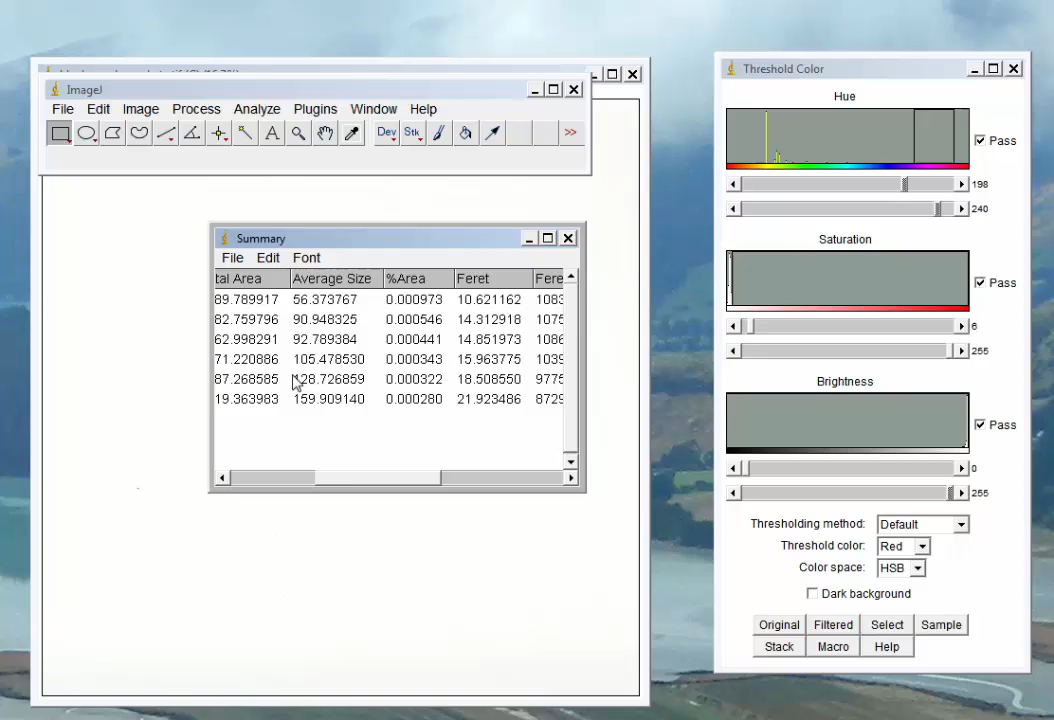 ImageJ
File Edit Image Process Analyze Plugins Window Help
Dev Stk >>
Summary
File Edit Font
tal Area Average Size %Area Feret Fere
89.789917 56.373767 0.000973 10.621162 1083
82.759796 90.948325 0.000546 14.312918 1075
62.998291 92.789384 0.000441 14.851973 1086
71.220886 105.478530 0.000343 15.963775 1039
87.268585 128.726859 0.000322 18.508550 9775
19.363983 159.909140 0.000280 21.923486 8729
Threshold Color
Hue
Pass
198
240
Saturation
Pass
6
255
Brightness
Pass
0
255
Thresholding method: Default
Threshold color: Red
Color space: HSB
Dark background
Original Filtered Select Sample
Stack Macro Help